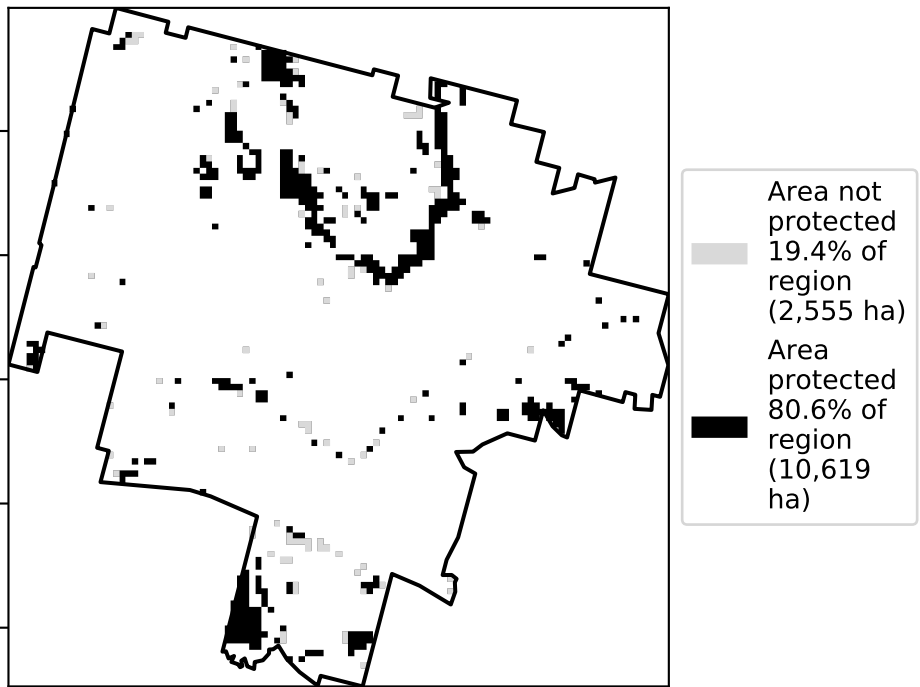 Area not
protected
19.4% of
region
(2,555 ha)
Area
protected
80.6% of
region
(10,619
ha)